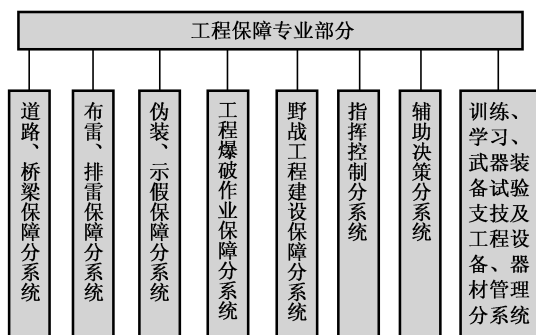 工程保障专业部分
道路、桥梁保障分系统
布雷、排雷保障分系统
伪装、示假保障分系统
工程爆破作业保障分系统
野战工程建设保障分系统
指挥控制分系统
辅助决策分系统
训练、
学习、
武器装
备试验
支技及
工程设
备、器
材管理
分系统